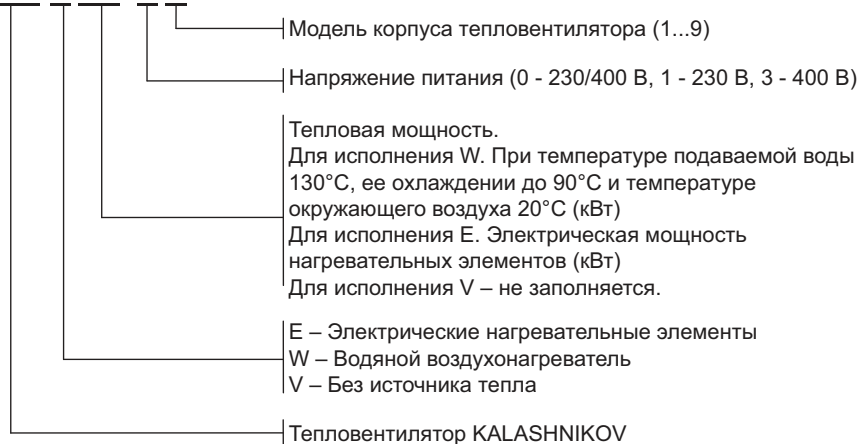 Модель корпуса тепловентилятора (1...9)
Напряжение питания (0 - 230/400 В, 1 - 230 В, 3 - 400 В)
Тепловая мощность.
Для исполнения W. При температуре подаваемой воды
130°С, ее охлаждении до 90°С и температуре
окружающего воздуха 20°С (кВт)
Для исполнения Е. Электрическая мощность
нагревательных элементов (кВт)
Для исполнения V – не заполняется.
Е – Электрические нагревательные элементы
W – Водяной воздухонагреватель
V – Без источника тепла
Тепловентилятор KALASHNIKOV